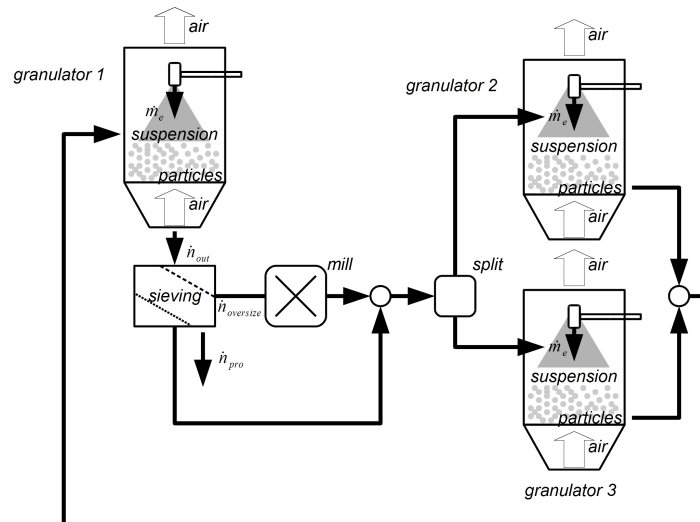 air
granulator 1
ṁe
suspension
particles
air
ṅout
sieving
ṅoversize
mill
ṅpro
split
air
granulator 2
ṁe
suspension
particles
air
air
ṁe
suspension
particles
air
granulator 3